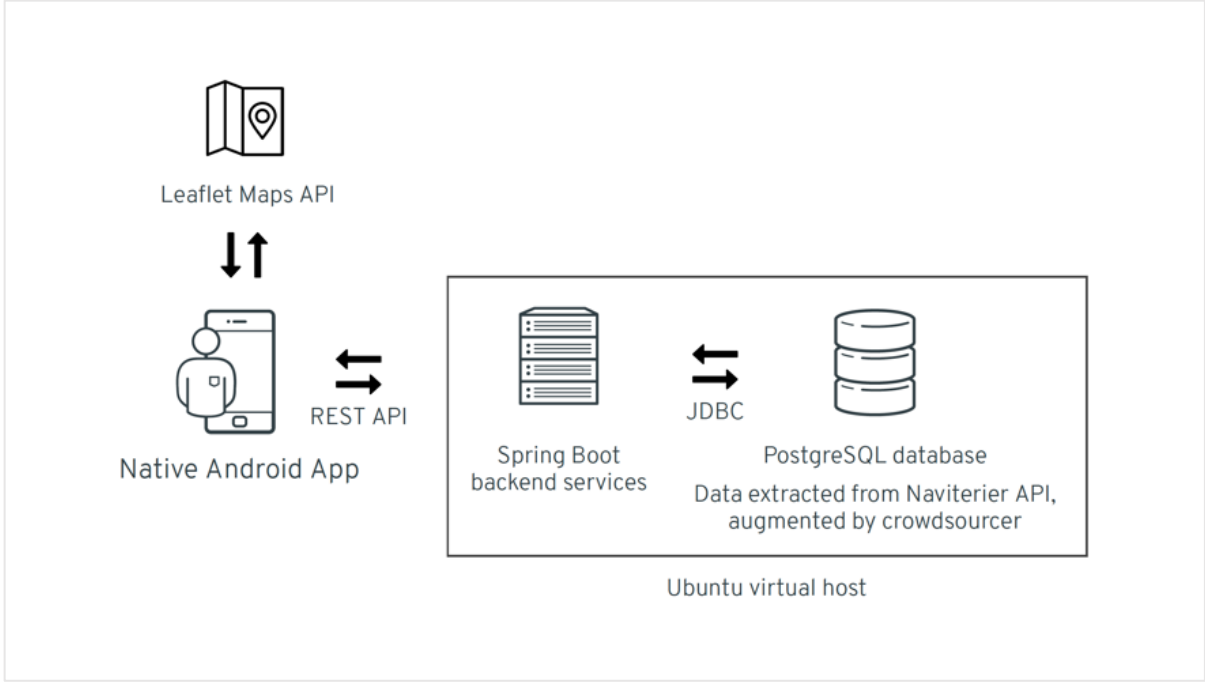 Leaflet Maps API
REST API
Native Android App
JDBC
Spring Boot
backend services
PostgreSQL database
Data extracted from Naviterier API,
augmented by crowdsourcer
Ubuntu virtual host